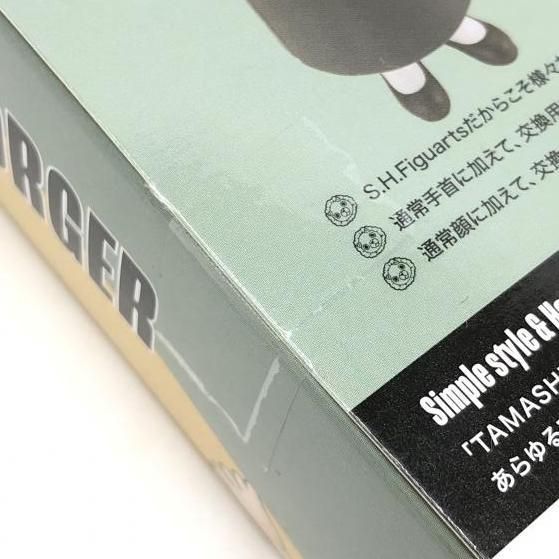 RGER
S.H.Figuartsだからこそ様々
通常手首に加えて、交換用
通常顔に加えて、交換
Simple style & H
「TAMASHI
あらゆる